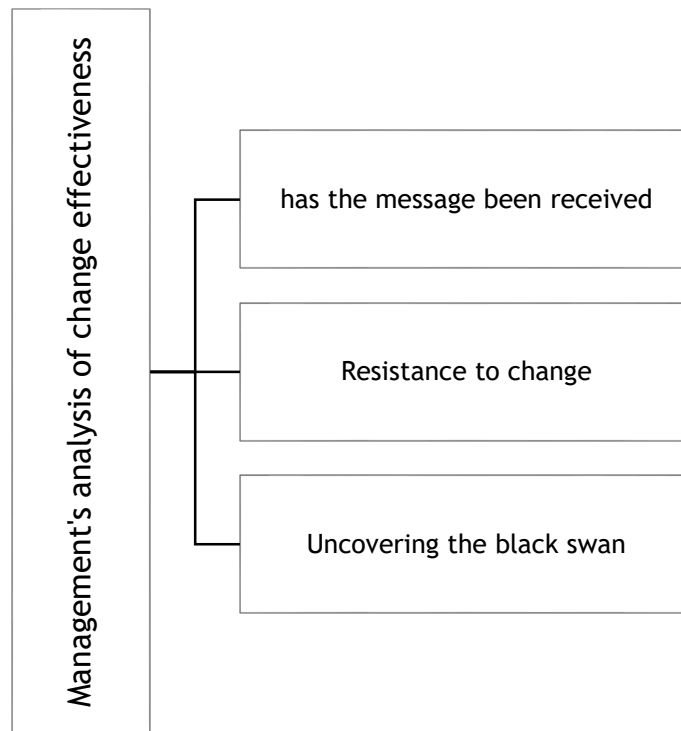 Management's analysis of change effectiveness
has the message been received
Resistance to change
Uncovering the black swan